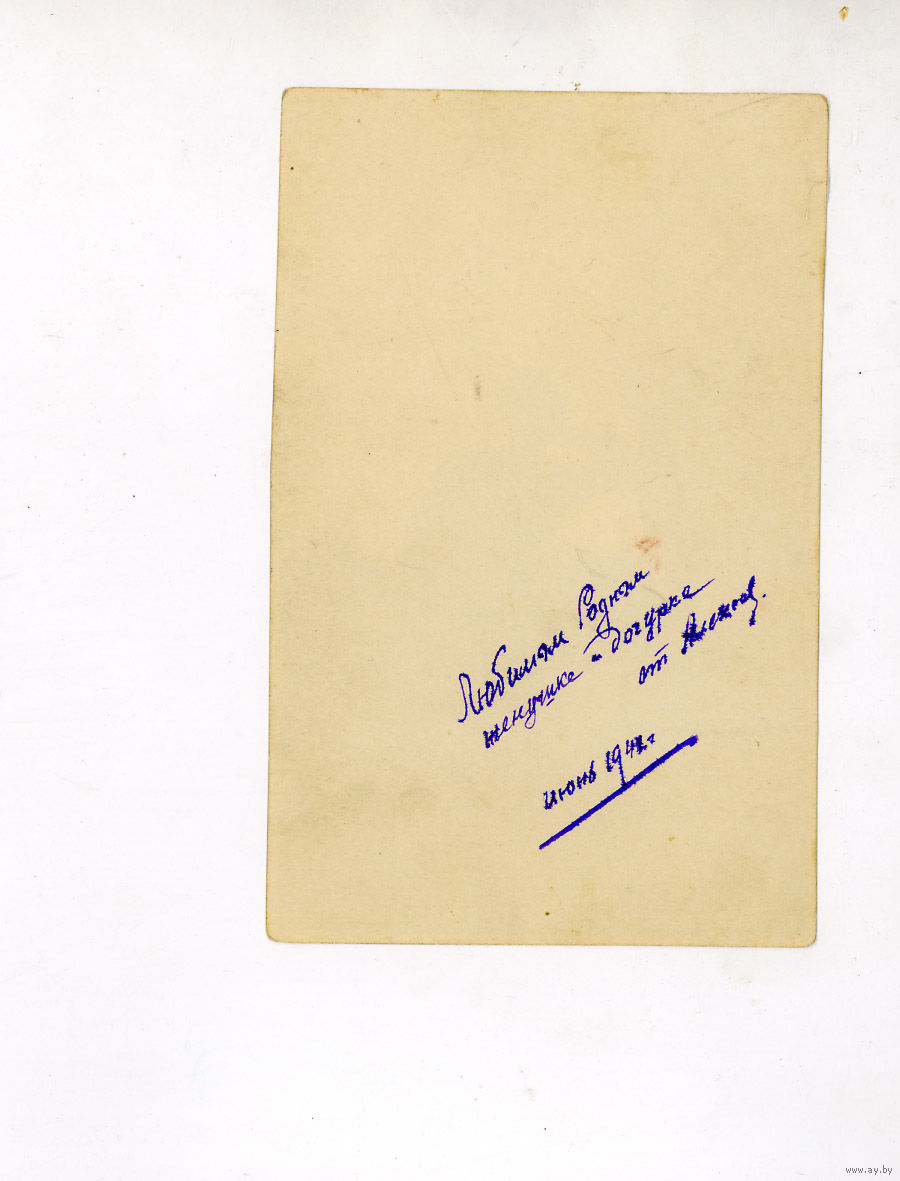 Любимым Родным
женушке и дочурке
от
июнь 194
www.ay.by